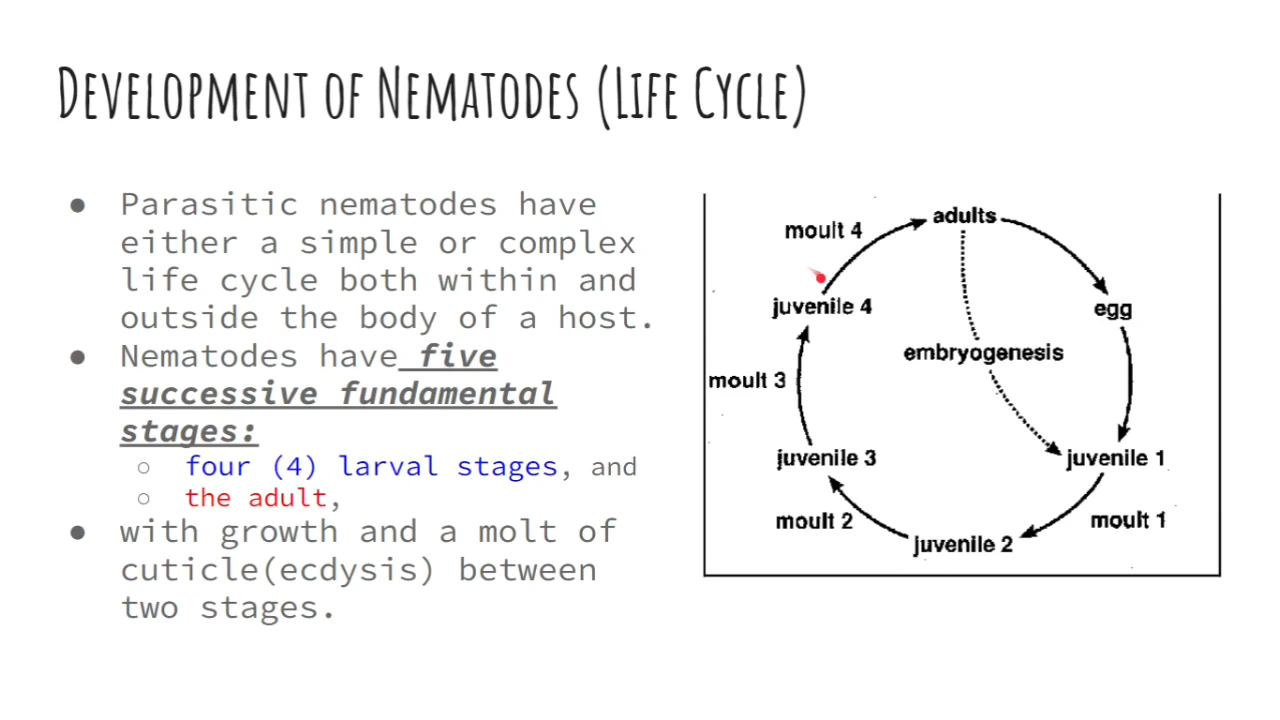 Development of Nematodes (Life Cycle)
● Parasitic nematodes have
either a simple or complex
life cycle both within and
outside the body of a host.
● Nematodes have five
successive fundamental
stages:
○ four (4) larval stages, and
○ the adult,
● with growth and a molt of
cuticle(ecdysis) between
two stages.
adults
moult 4
juvenile 4
egg
embryogenesis
moult 3
juvenile 3
juvenile 1
moult 2
moult 1
juvenile 2